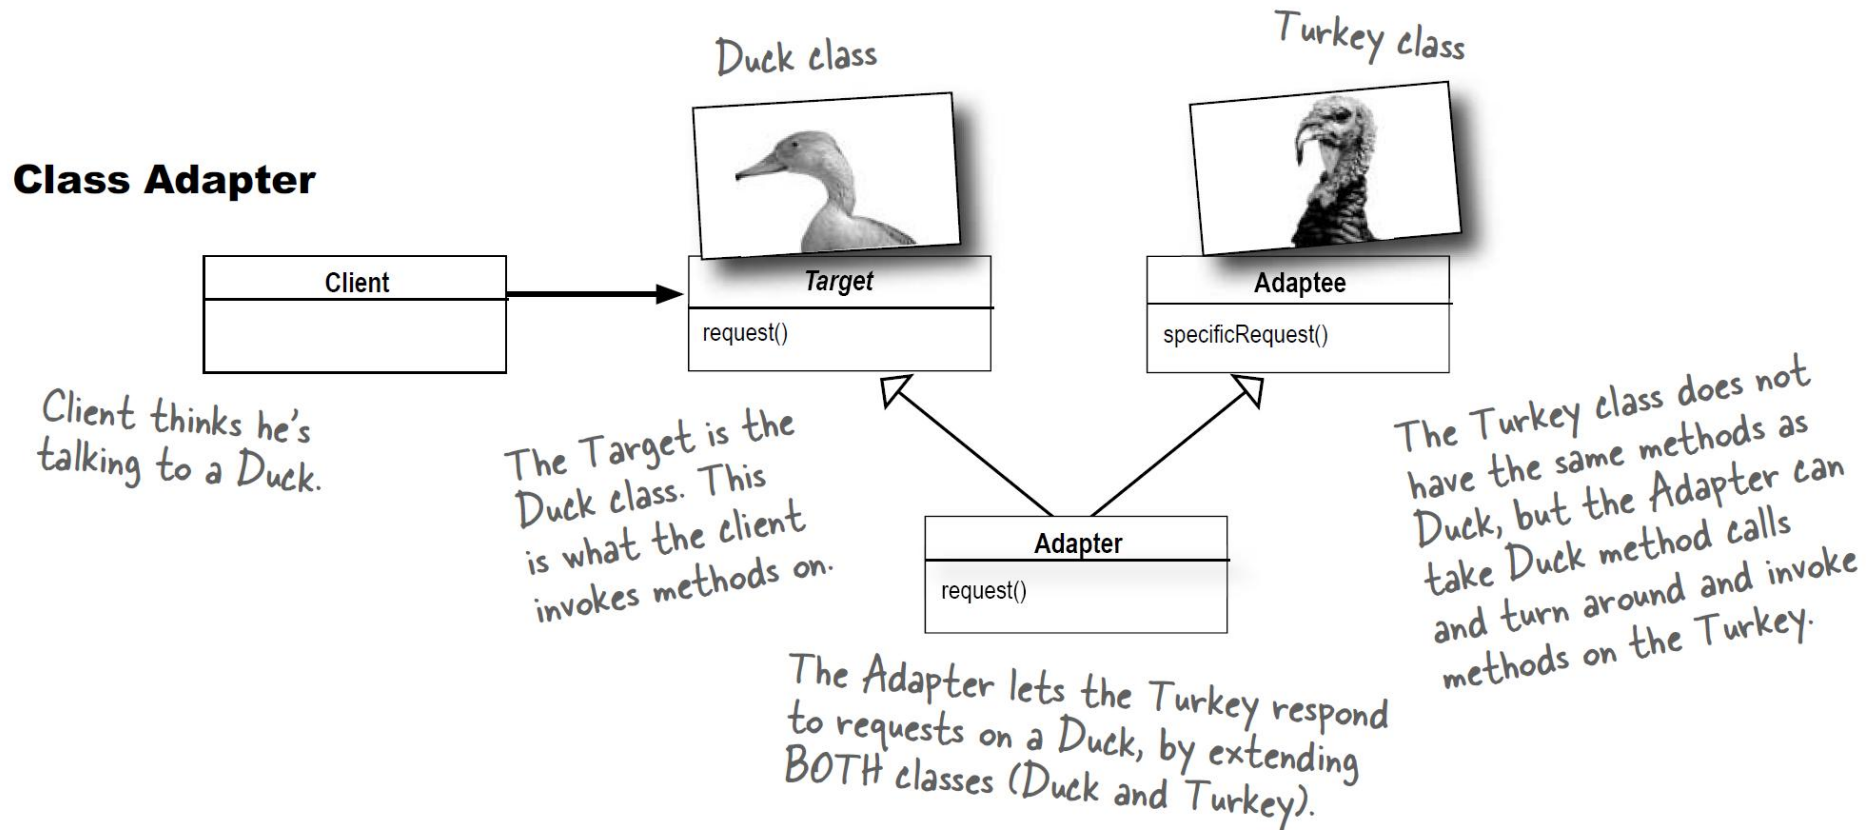 Duck class
Turkey class
Class Adapter
Client
Target
request()
Adaptee
specificRequest()
Client thinks he's
talking to a Duck.
The Target is the
Duck class. This
is what the client
invokes methods on.
Adapter
request()
The Turkey class does not
have the same methods as
Duck, but the Adapter can
take Duck method calls
and turn around and invoke
methods on the Turkey.
The Adapter lets the Turkey respond
to requests on a Duck, by extending
BOTH classes (Duck and Turkey).